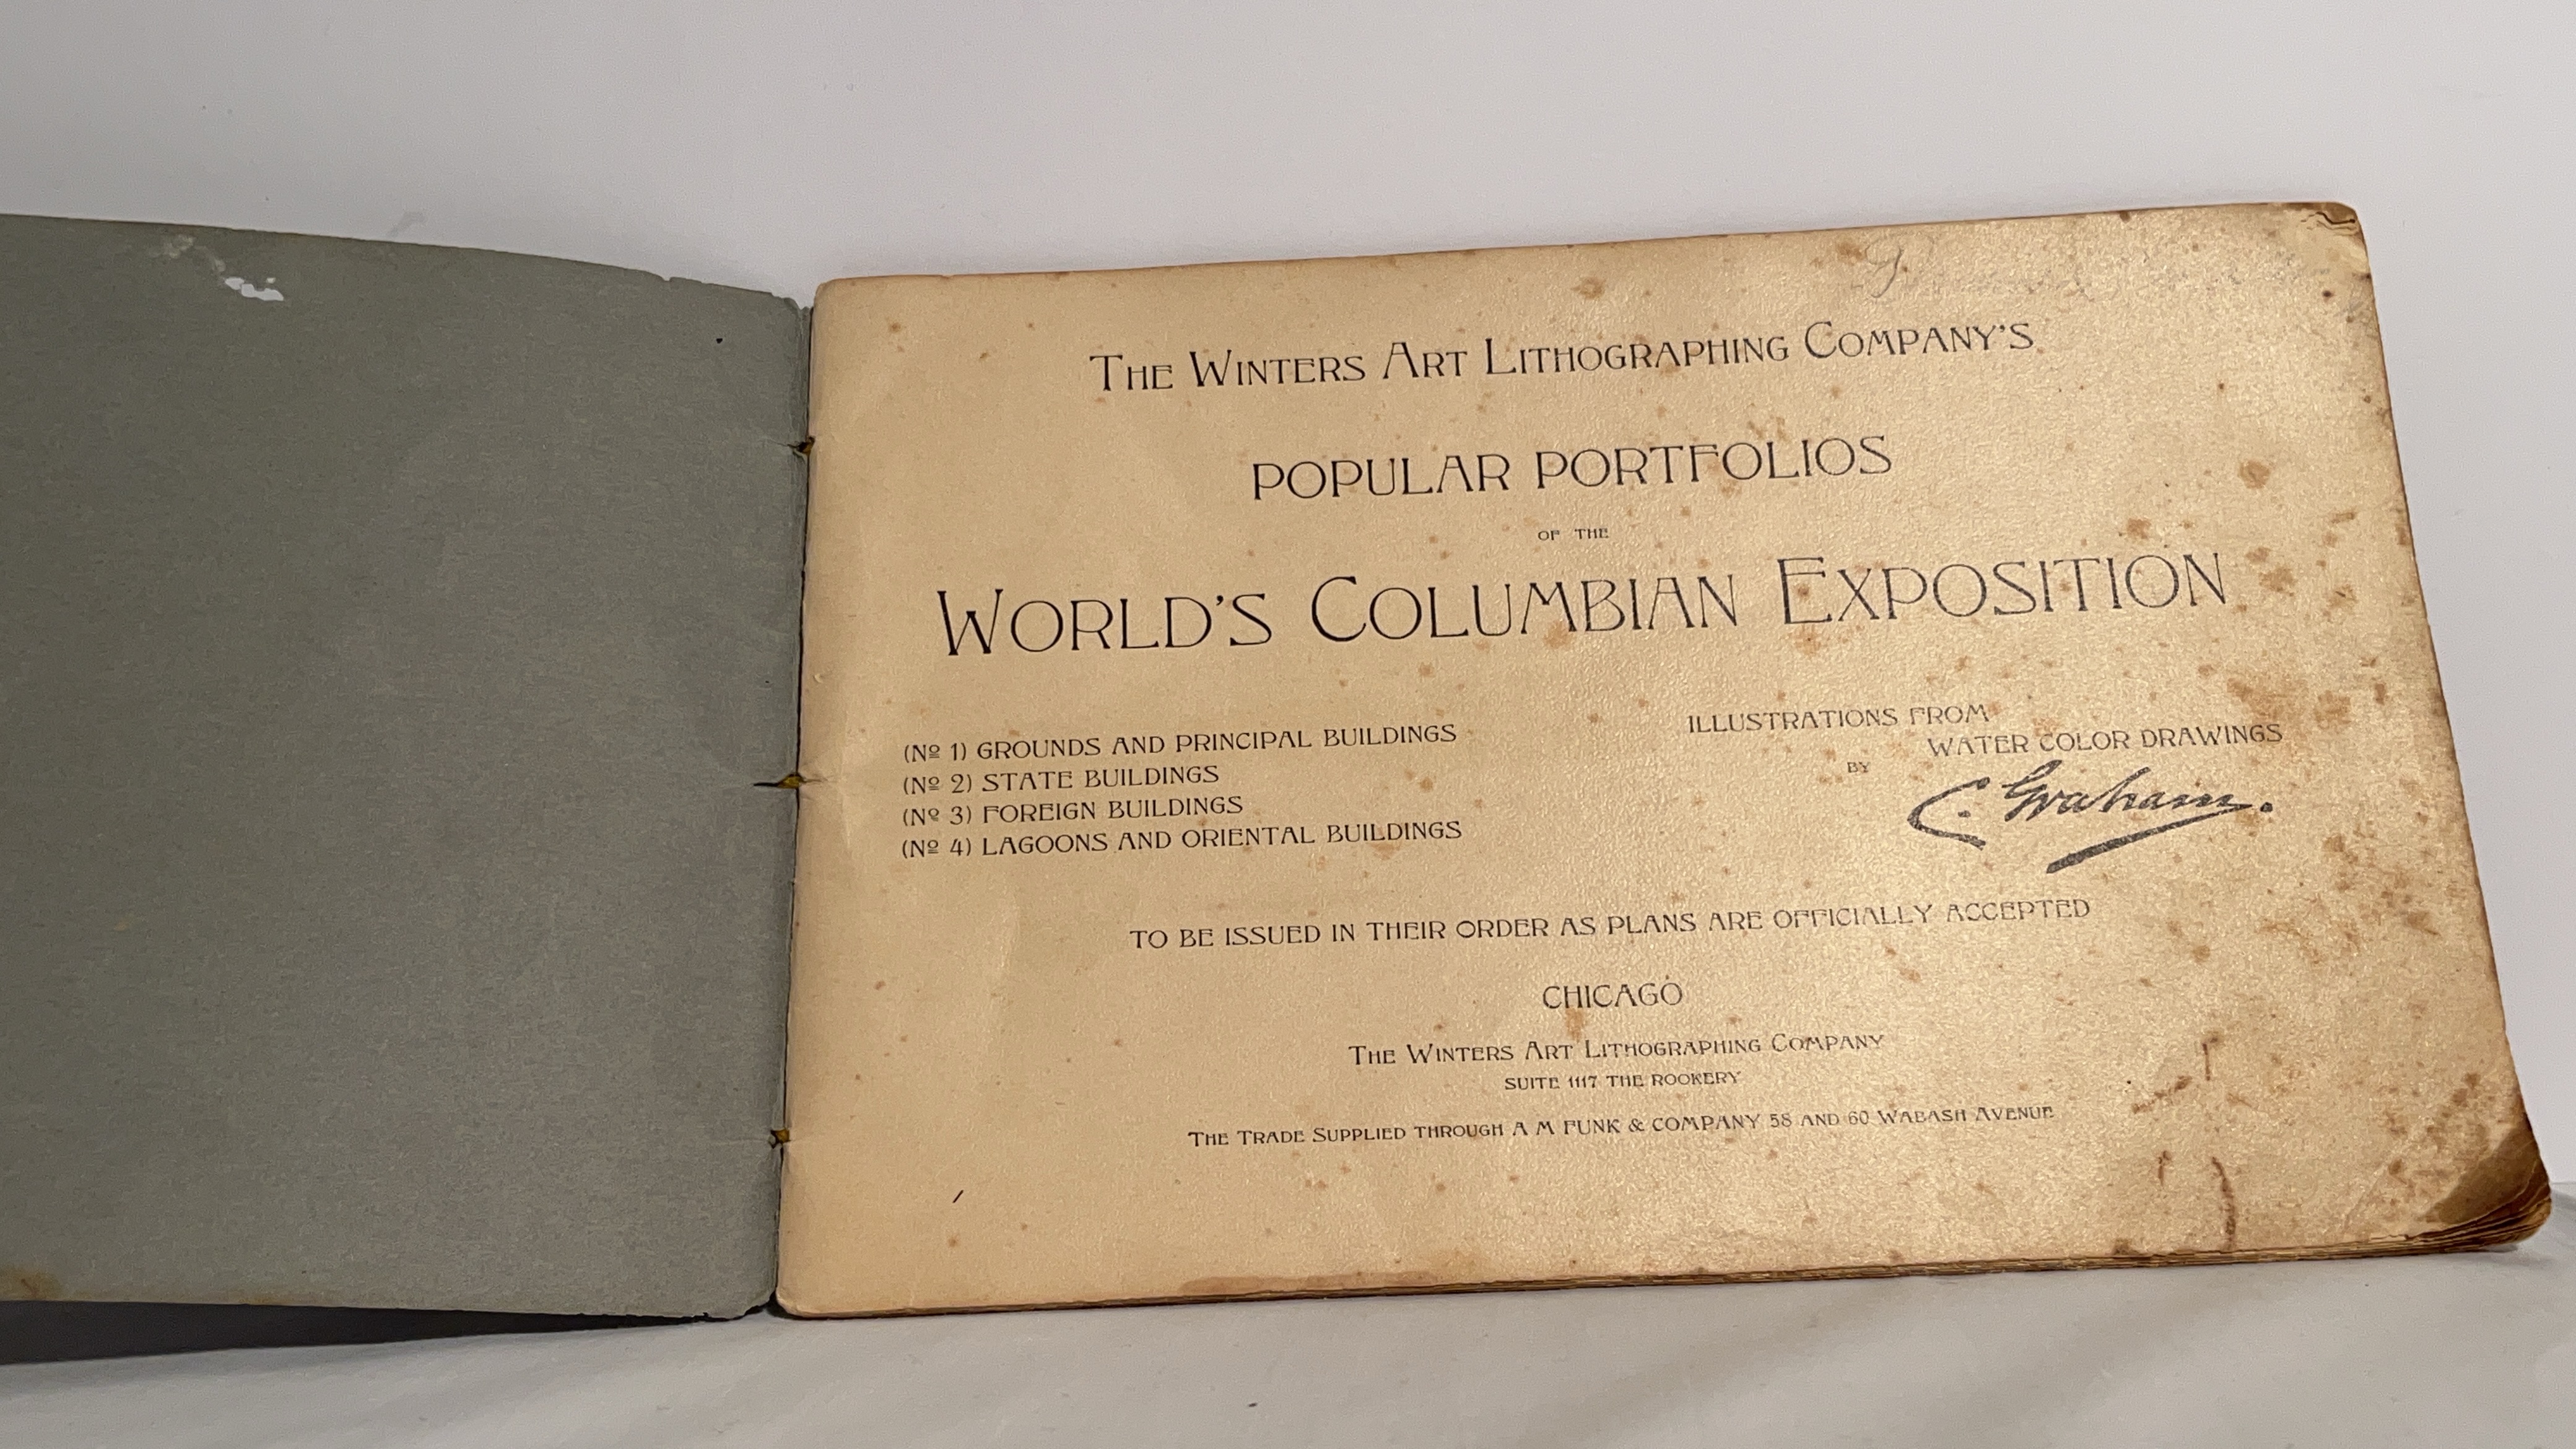 The Winters Art Lithographing Company's
POPULAR PORTFOLIOS
OF THE
World's Columbian Exposition
(Nº 1) GROUNDS AND PRINCIPAL BUILDINGS
(Nº 2) STATE BUILDINGS
(Nº 3) FOREIGN BUILDINGS
(Nº 4) LAGOONS AND ORIENTAL BUILDINGS
ILLUSTRATIONS FROM
WATER COLOR DRAWINGS
BY
C. Graham.
TO BE ISSUED IN THEIR ORDER AS PLANS ARE OFFICIALLY ACCEPTED
CHICAGO
The Winters Art Lithographing Company
SUITE 1117 THE ROOKERY
The Trade Supplied through A M FUNK & COMPANY 58 AND 60 Wabash Avenue